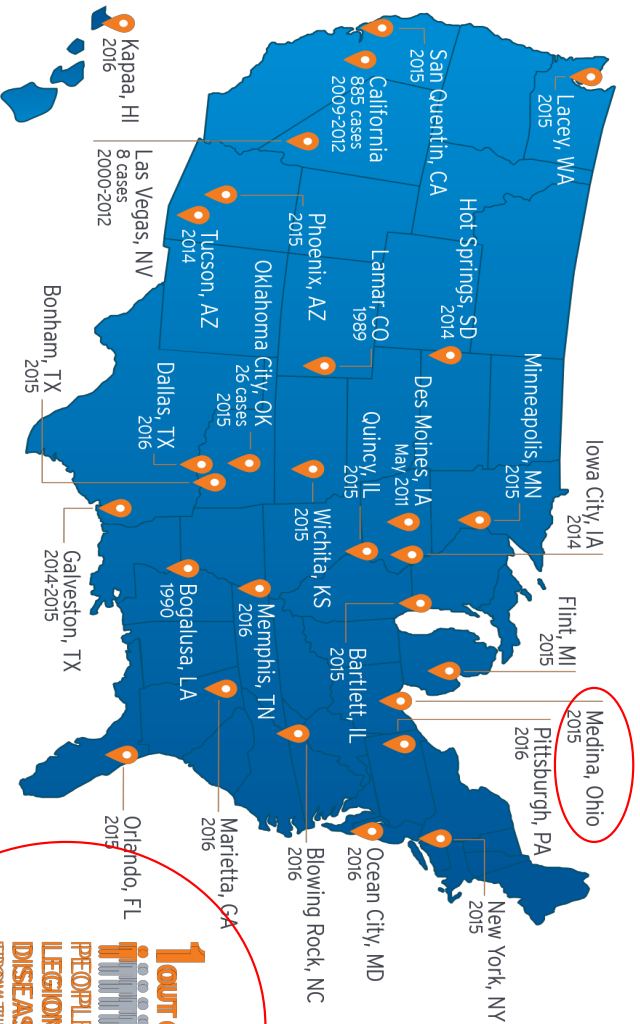 Lacey, WA
2015
San Quentin, CA
2015
California
885 cases
2009-2012
Kapaa, HI
2016
Las Vegas, NV
8 cases
2000-2012
Phoenix, AZ
2015
Tucson, AZ
2014
Hot Springs, SD
2014
Lamar, CO
1989
Oklahoma City, OK
26 cases
2015
Bonham, TX
2015
Dallas, TX
2016
Galveston, TX
2014-2015
Minneapolis, MN
2015
Des Moines, IA
May 2011
Quincy, IL
2015
Wichita, KS
2015
Iowa City, IA
2014
Bogalusa, LA
1990
Memphis, TN
2016
Flint, MI
2015
Bartlett, IL
2015
Medina, Ohio
2015
Pittsburgh, PA
2016
Marietta, GA
2016
Orlando, FL
2015
Blowing Rock, NC
2016
Ocean City, MD
2016
New York, NY
2015
1 OUT
PEOPLE
LEGION
DISEAS